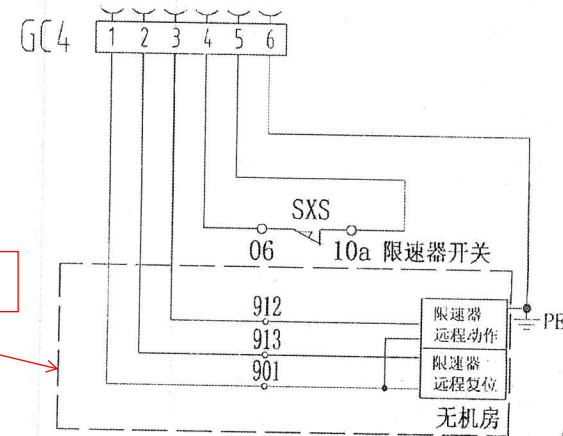 GC4
1 2 3 4 5 6
SXS
06 10a 限速器开关
912
限速器
远程动作
PE
913
限速器
远程复位
901
无机房